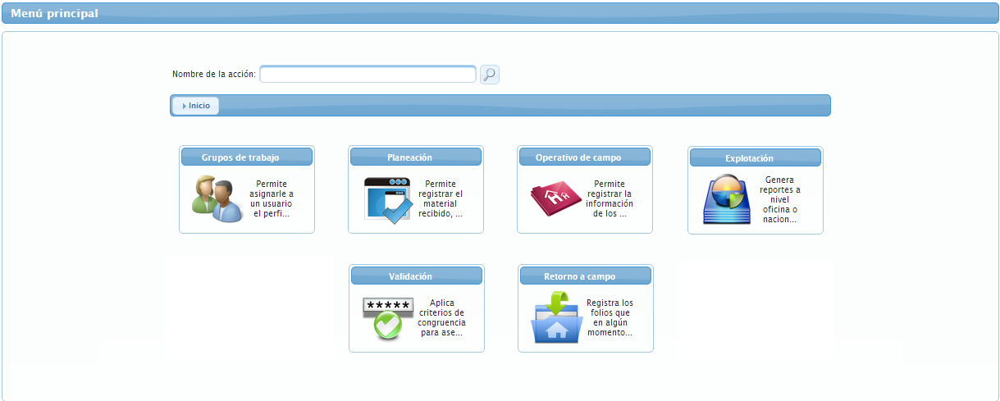 Menú principal
Nombre de la acción:
Inicio
Grupos de trabajo
Permite
asignarle a
un usuario
el perfi...
Planeación
Permite
registrar el
material
recibido, ...
Operativo de campo
Permite
registrar la
información
de los ...
Explotación
Genera
reportes a
nivel
oficina o
nacion...
Validación
*****
Aplica
criterios de
congruencia
para ase...
Retorno a campo
Registra los
folios que
en algún
momento...